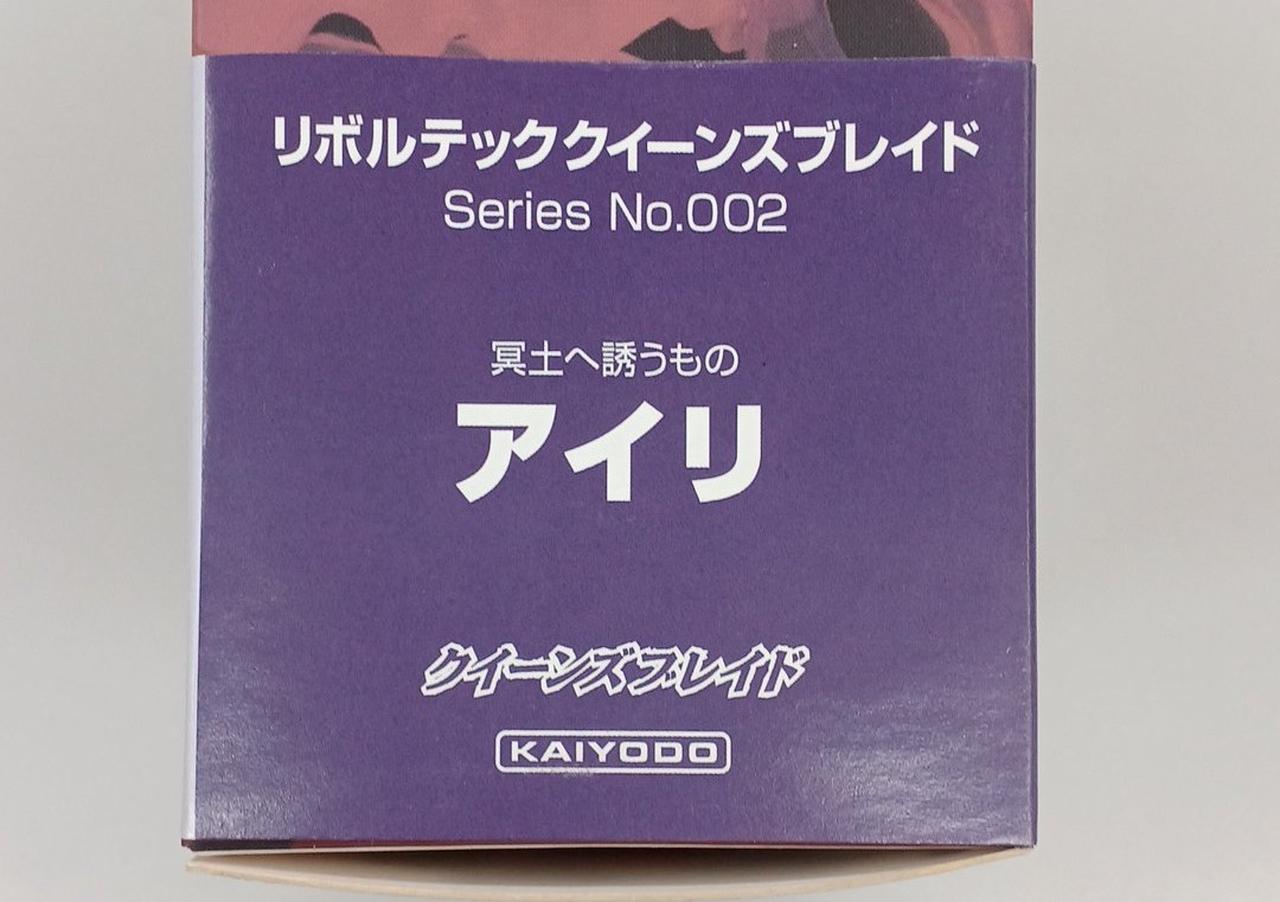 リボルテッククイーンズブレイド
Series No.002
冥土へ誘うもの
アイリ
クイーンズブレイド
KAIYODO